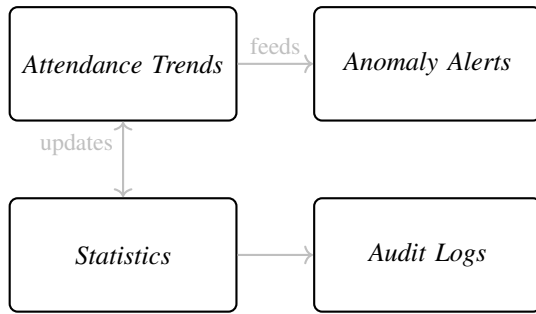 Attendance Trends
feeds
Anomaly Alerts
updates
Statistics
Audit Logs